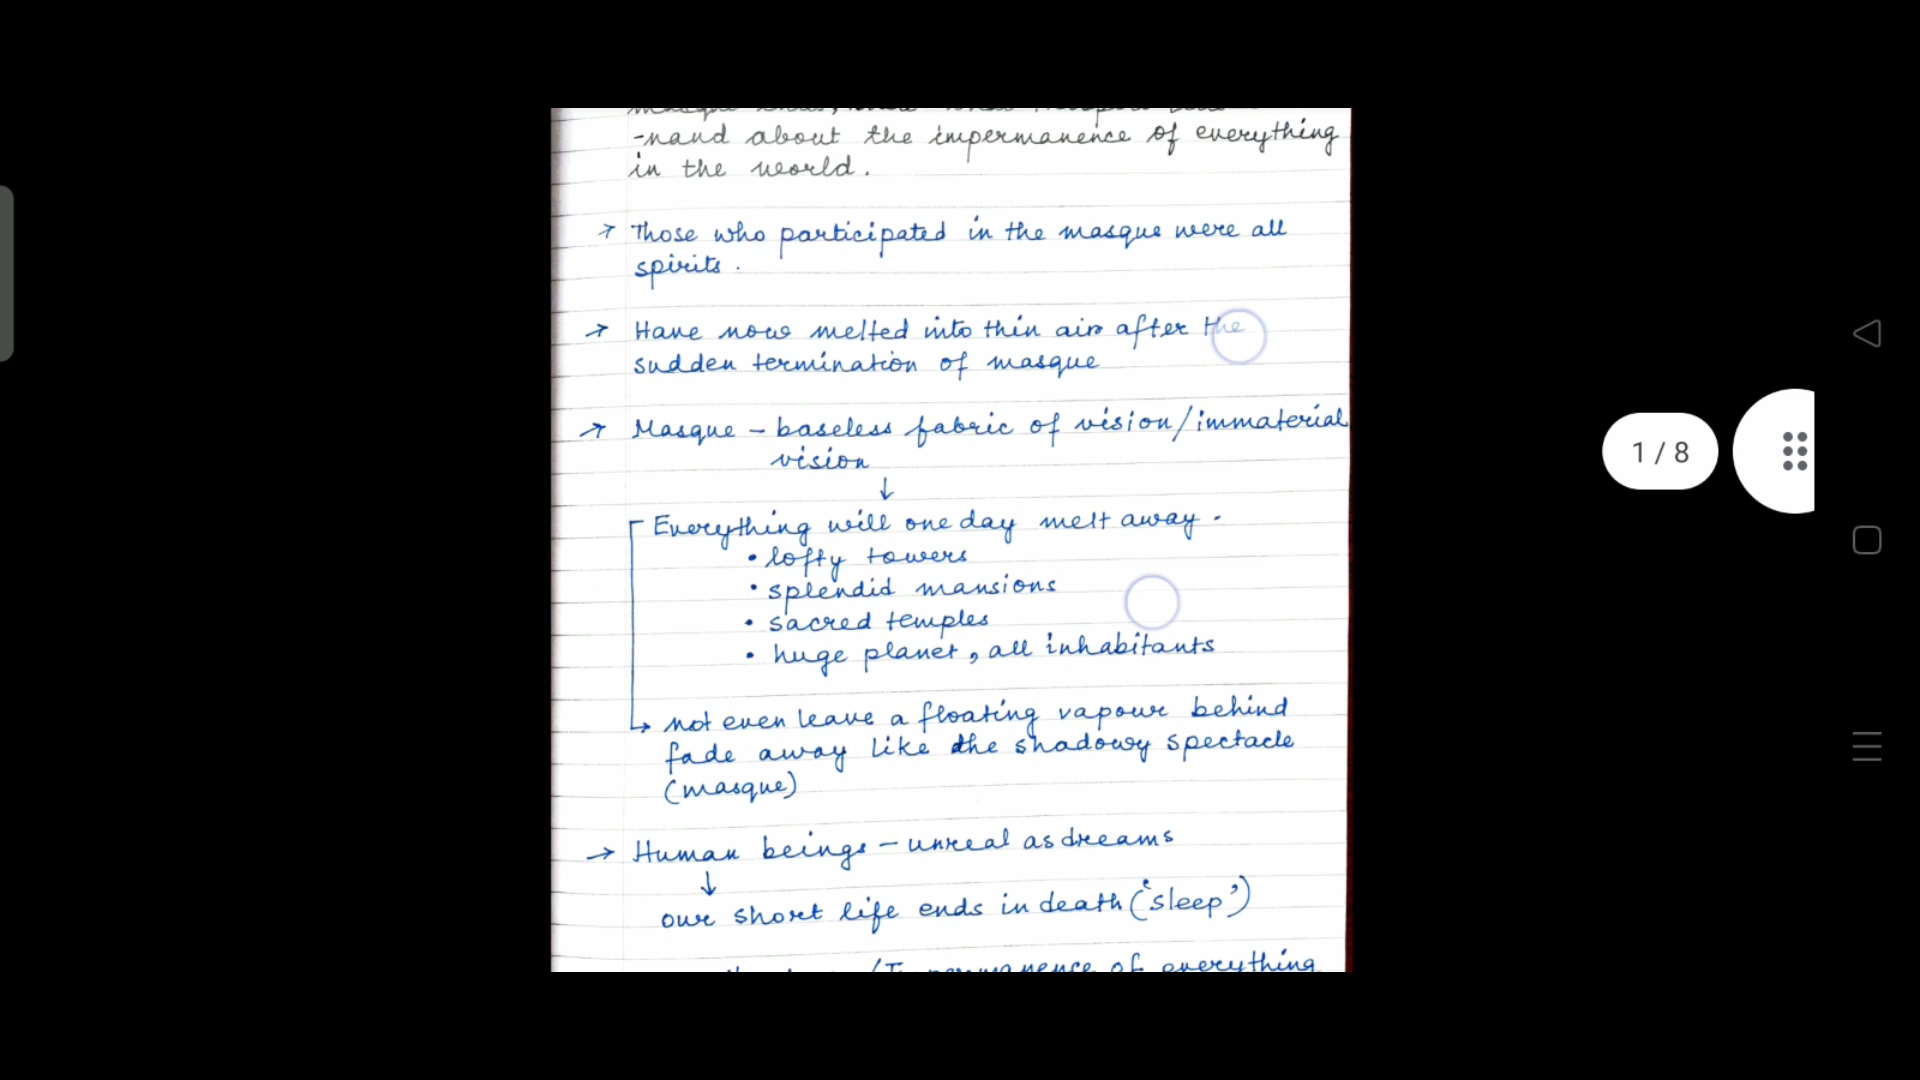 -nand about the impermanence of everything
in the world.
→ Those who participated in the masque were all
spirits.
→ Have now melted into thin air after the
sudden termination of masque
→ Masque - baseless fabric of vision/immaterial
vision
↓
Everything will one day melt away.
• lofty towers
• splendid mansions
• sacred temples
• huge planet, all inhabitants
↳ not even leave a floating vapour behind
fade away like the shadowy spectacle
(masque)
→ Human beings - unreal as dreams
↓
our short life ends in death ('sleep')
of everything
1 / 8